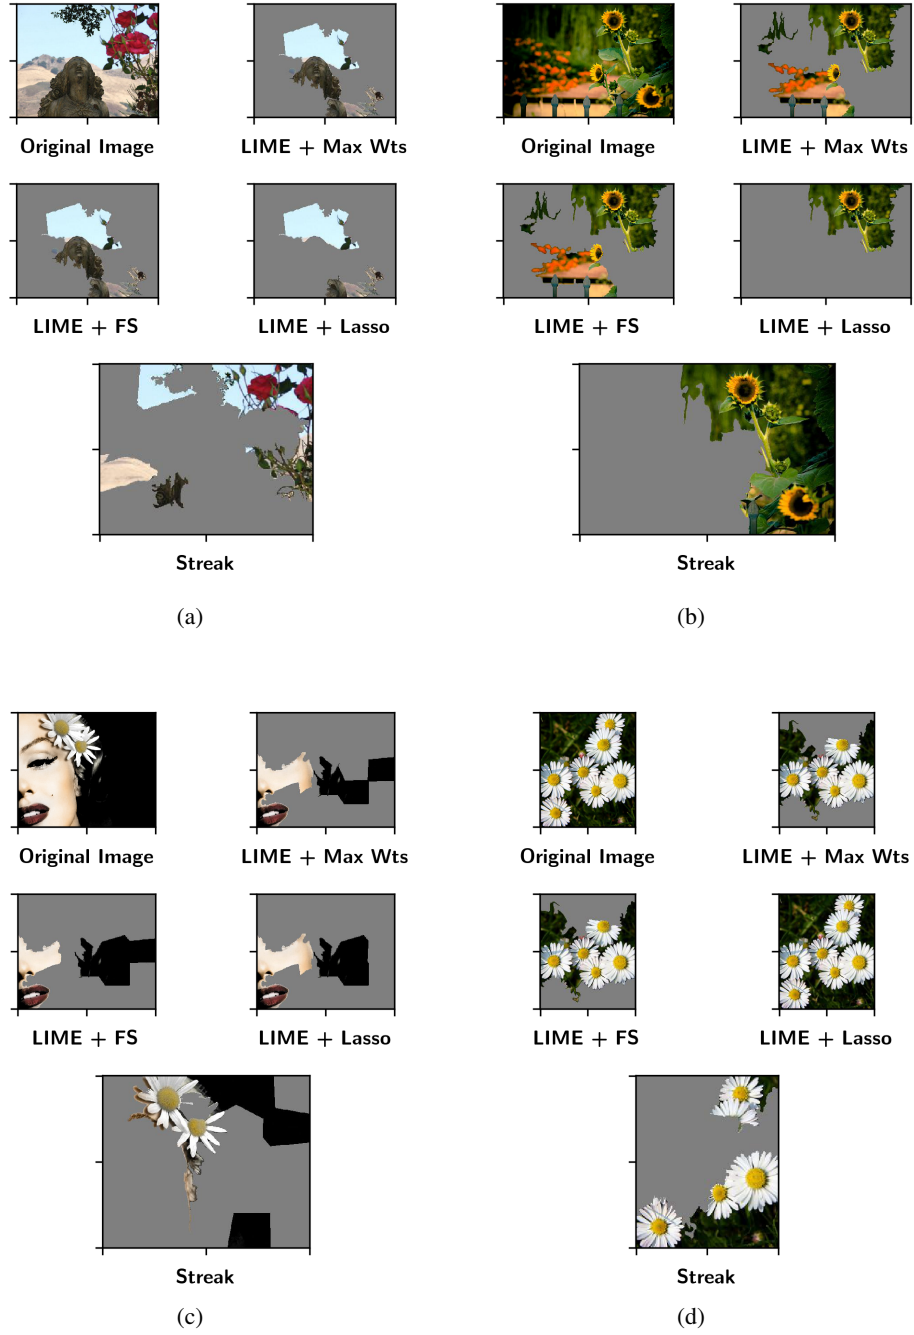 Original Image
LIME + Max Wts
LIME + FS
LIME + Lasso
Streak
(a)
Original Image
LIME + Max Wts
LIME + FS
LIME + Lasso
Streak
(b)
Original Image
LIME + Max Wts
LIME + FS
LIME + Lasso
Streak
(c)
Original Image
LIME + Max Wts
LIME + FS
LIME + Lasso
Streak
(d)